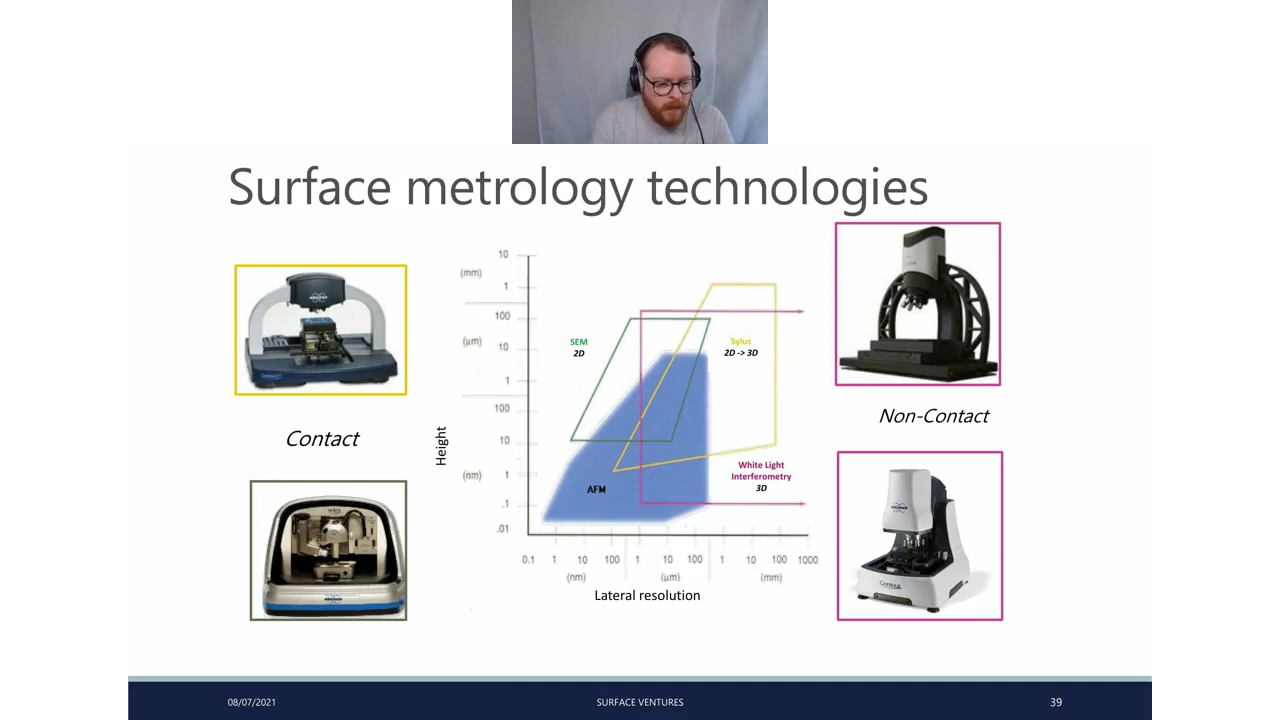 Surface metrology technologies
Contact
Height
10
(mm)
1
100
(µm)
10
1
100
10
(nm)
1
.1
.01
SEM
2D
Sylus
2D -> 3D
White Light
Interferometry
3D
AFM
0.1 1 10 100 1 10 100 1 10 100 1000
(nm) (µm) (mm)
Lateral resolution
Non-Contact
BRUKER
08/07/2021
SURFACE VENTURES
39